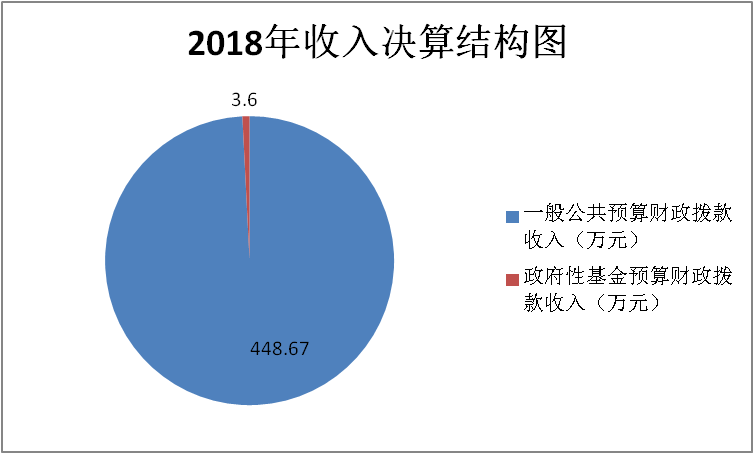 2018年收入决算结构图
3.6
448.67
一般公共预算财政拨款
收入（万元）
政府性基金预算财政拨
款收入（万元）